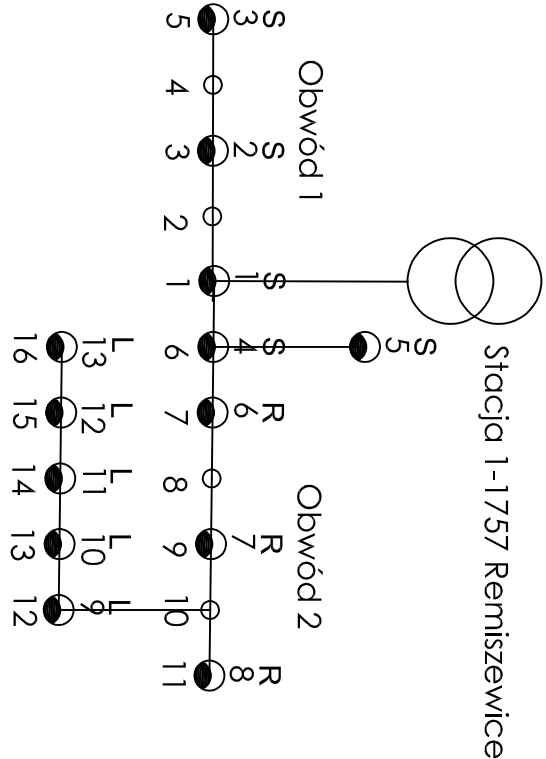 Stacja 1-1757 Remiszewice
S
5
Obwód 1 Obwód 2
S S S S R R R
3 2 1 4 6 7 8
5 4 3 2 1 6 7 8 9 10 11
L L L L L
13 12 11 10 9
16 15 14 13 12